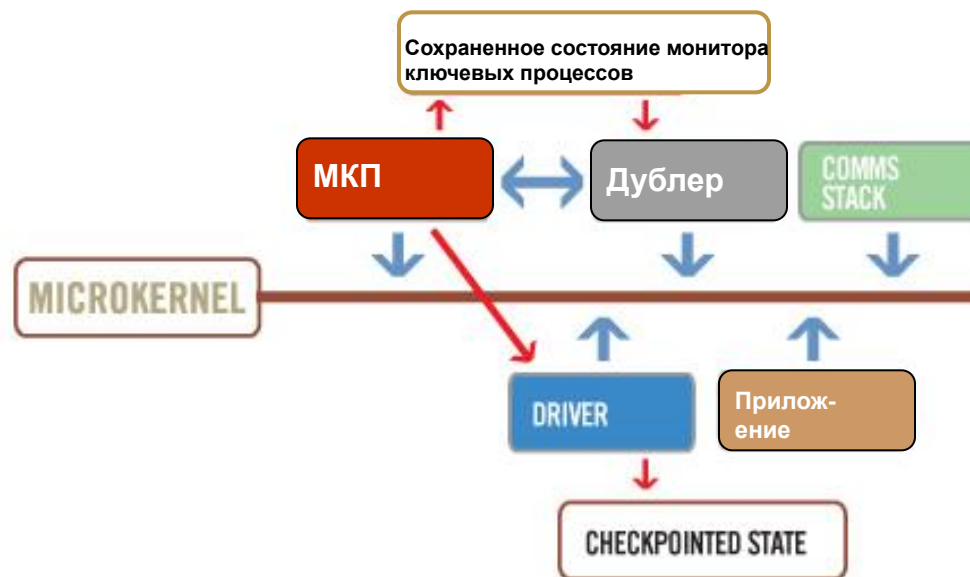 Сохраненное состояние монитора
ключевых процессов
МКП
Дублер
COMMS
STACK
MICROKERNEL
DRIVER
Прилож-
ение
CHECKPOINTED STATE